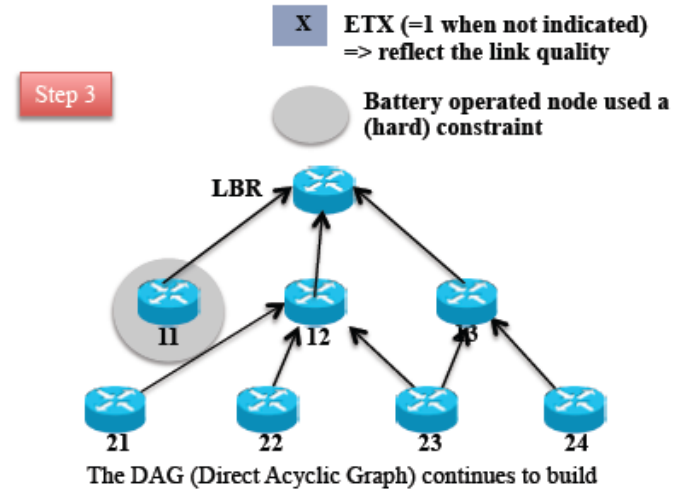 X
ETX (=1 when not indicated)
=> reflect the link quality
Step 3
Battery operated node used a
(hard) constraint
LBR
11
12
13
21
22
23
24
The DAG (Direct Acyclic Graph) continues to build